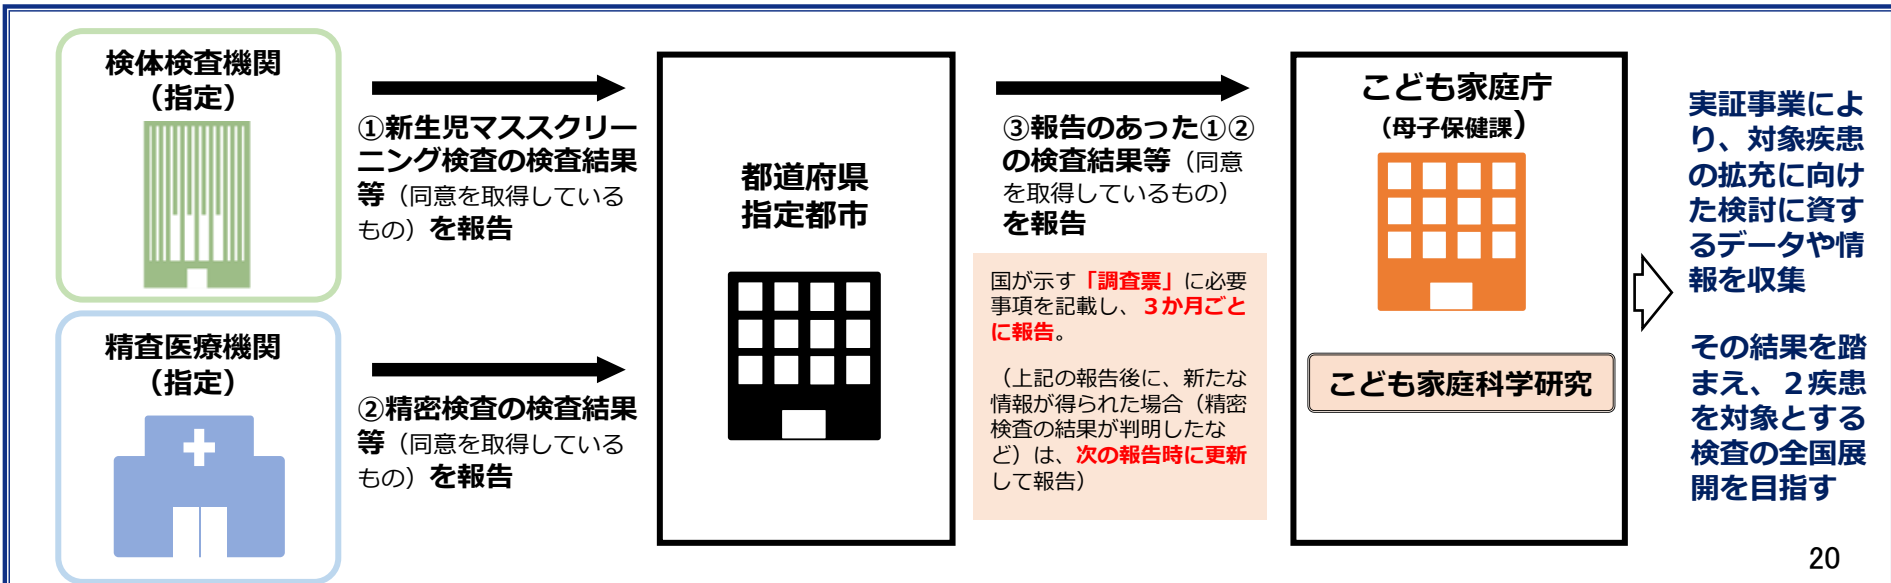 検体検査機関
（指定）
①新生児マススクリー
ニング検査の検査結果
等（同意を取得している
もの）を報告
精査医療機関
（指定）
②精密検査の検査結果
等（同意を取得している
もの）を報告
都道府県
指定都市
③報告のあった①②
の検査結果等（同意
を取得しているもの）
を報告
国が示す「調査票」に必要
事項を記載し、３か月ごと
に報告。
（上記の報告後に、新たな
情報が得られた場合（精密
検査の結果が判明したな
ど）は、次の報告時に更新
して報告）
こども家庭庁
（母子保健課）
こども家庭科学研究
実証事業によ
り、対象疾患
の拡充に向け
た検討に資す
るデータや情
報を収集
その結果を踏
まえ、２疾患
を対象とする
検査の全国展
開を目指す
20